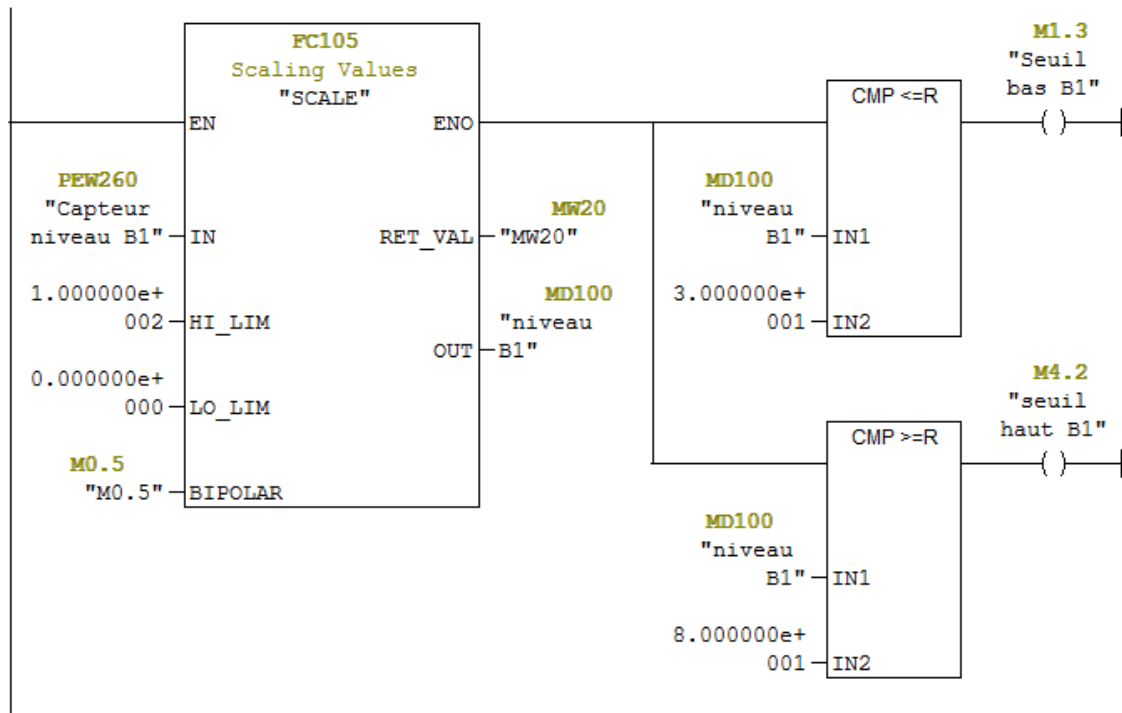 FC105
Scaling Values
"SCALE"
EN
ENO
PEW260
"Capteur
niveau B1"
IN
RET_VAL
MW20
"MW20"
1.000000e+
002
HI_LIM
OUT
MD100
"niveau
B1"
0.000000e+
000
LO_LIM
M0.5
"M0.5"
BIPOLAR
CMP <=R
M1.3
"Seuil
bas B1"
MD100
"niveau
B1"
IN1
3.000000e+
001
IN2
CMP >=R
M4.2
"seuil
haut B1"
MD100
"niveau
B1"
IN1
8.000000e+
001
IN2